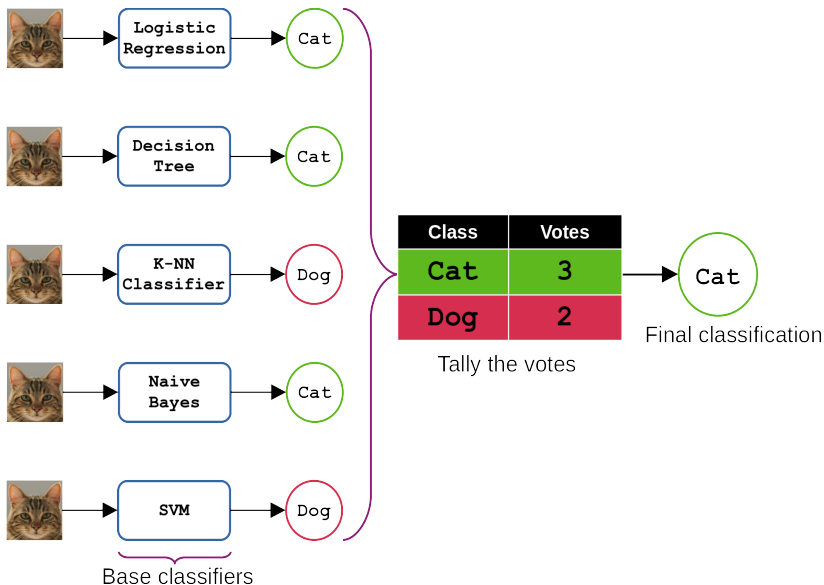 Logistic
Regression
Cat
Decision
Tree
Cat
K-NN
Classifier
Dog
Naive
Bayes
Cat
SVM
Dog
Base classifiers
Class Votes
Cat 3
Dog 2
Tally the votes
Cat
Final classification